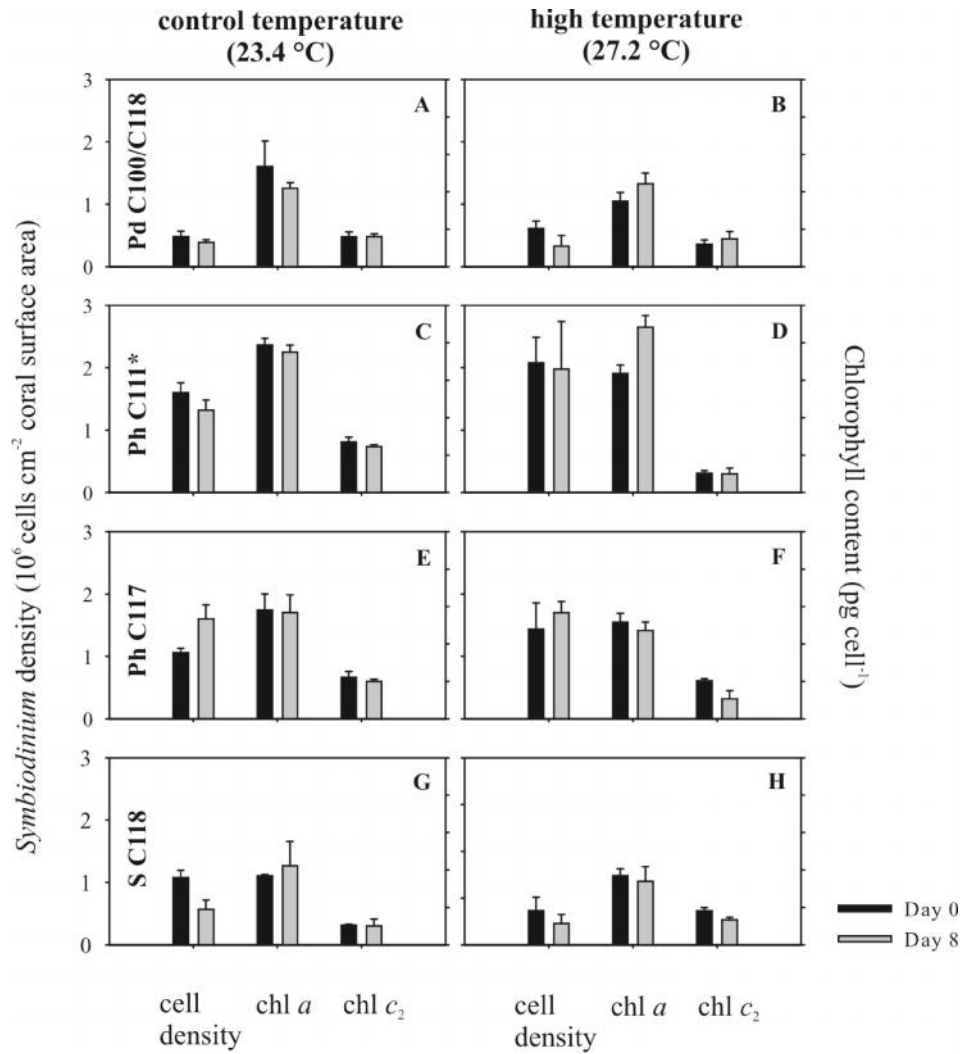 control temperature
(23.4 °C)
high temperature
(27.2 °C)
Symbiodinium density (10⁶ cells cm⁻² coral surface area)
Chlorophyll content (pg cell⁻¹)
Pd C100/C118
3
2
1
0
A
B
Ph C111*
3
2
1
0
C
D
Ph C117
3
2
1
0
E
F
S C118
3
2
1
0
G
H
Day 0
Day 8
cell
density
chl a
chl c₂
cell
density
chl a
chl c₂